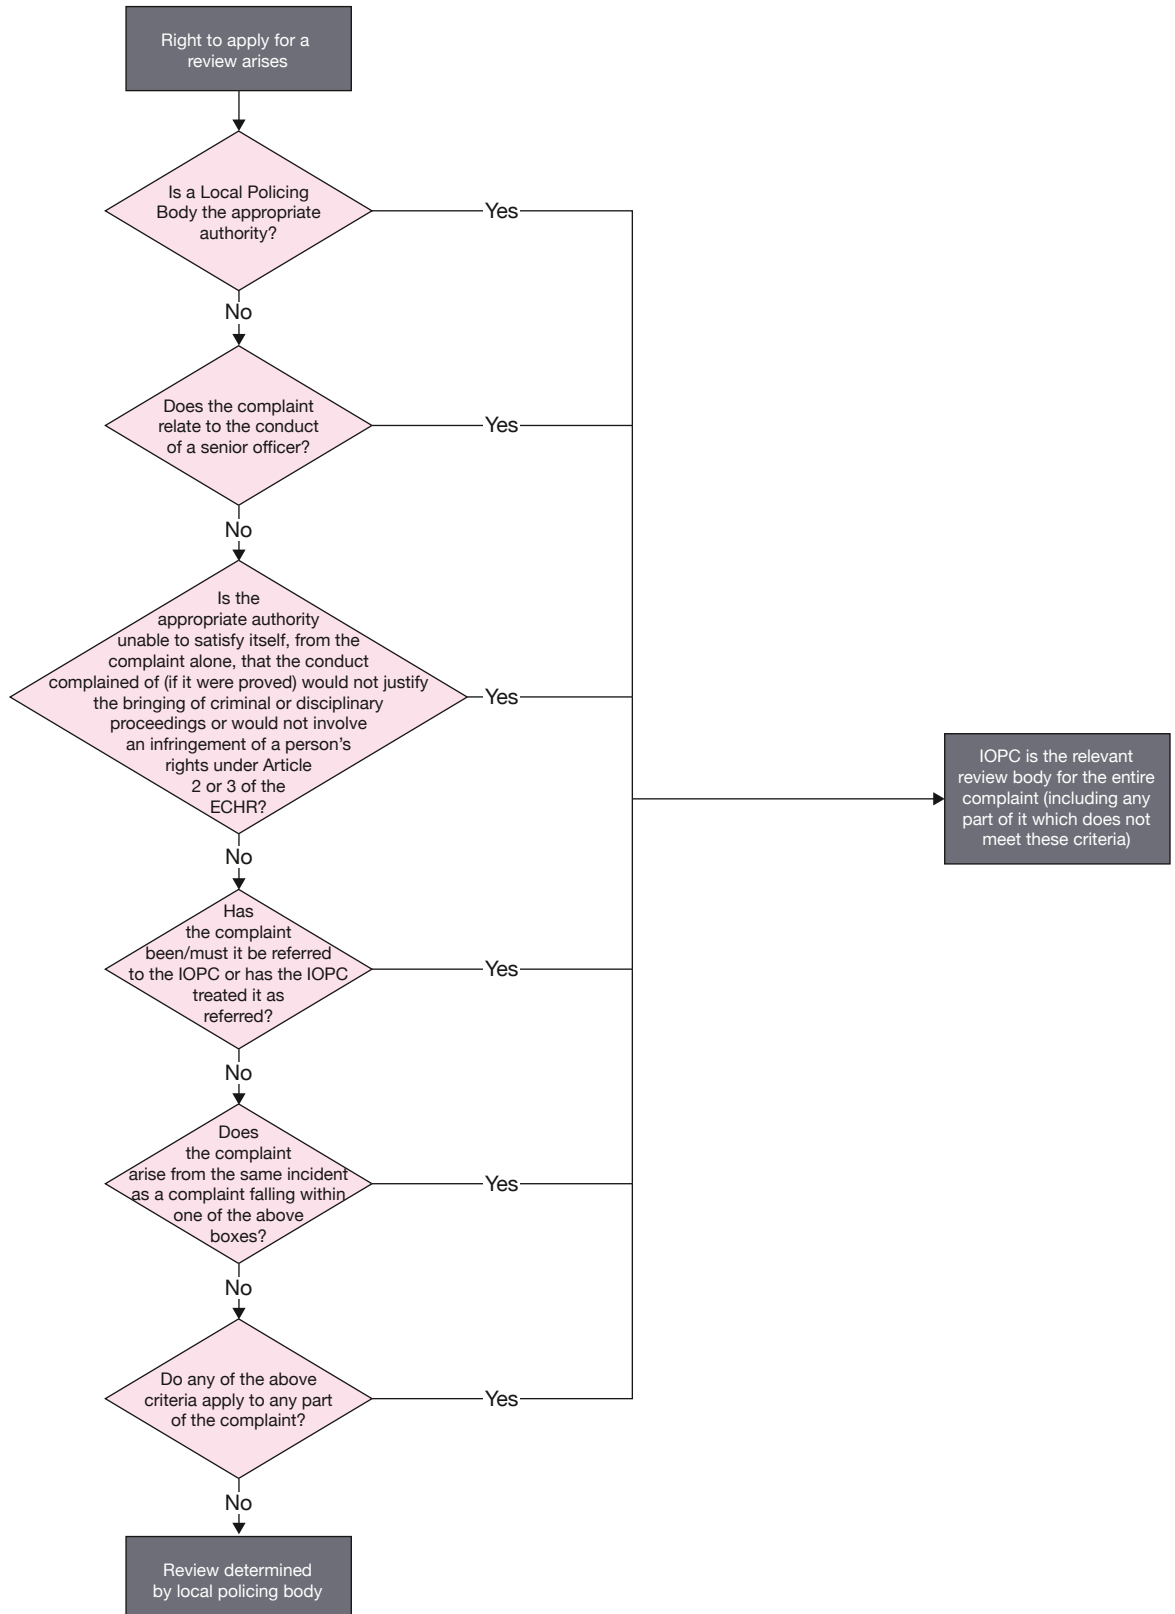 Right to apply for a
review arises
Is a Local Policing
Body the appropriate
authority?
Yes
No
Does the complaint
relate to the conduct
of a senior officer?
Yes
No
Is the
appropriate authority
unable to satisfy itself, from the
complaint alone, that the conduct
complained of (if it were proved) would not justify
the bringing of criminal or disciplinary
proceedings or would not involve
an infringement of a person's
rights under Article
2 or 3 of the
ECHR?
Yes
IOPC is the relevant
review body for the entire
complaint (including any
part of it which does not
meet these criteria)
No
Has
the complaint
been/must it be referred
to the IOPC or has the IOPC
treated it as
referred?
Yes
No
Does
the complaint
arise from the same incident
as a complaint falling within
one of the above
boxes?
Yes
No
Do any of the above
criteria apply to any part
of the complaint?
Yes
No
Review determined
by local policing body